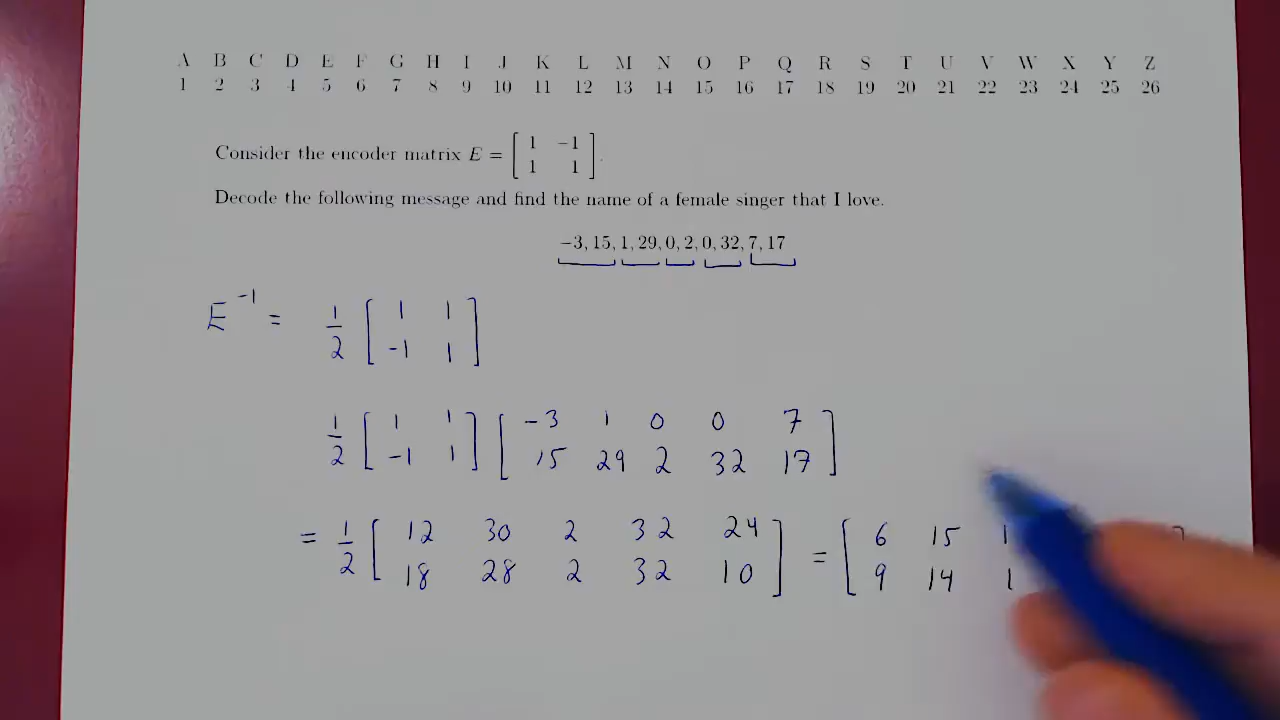 A B C D E F G H I J K L M N O P Q R S T U V W X Y Z
1 2 3 4 5 6 7 8 9 10 11 12 13 14 15 16 17 18 19 20 21 22 23 24 25 26
Consider the encoder matrix E = [ 1 −1
1 1 ].
Decode the following message and find the name of a female singer that I love.
−3, 15, 1, 29, 0, 2, 0, 32, 7, 17
E⁻¹ = 1/2 [ 1 1
-1 1 ]
1/2 [ 1 1 ] [ -3 1 0 0 7 ]
[ -1 1 ] [ 15 29 2 32 17 ]
= 1/2 [ 12 30 2 32 24 ] = [ 6 15 1
[ 18 28 2 32 10 ] [ 9 14 1